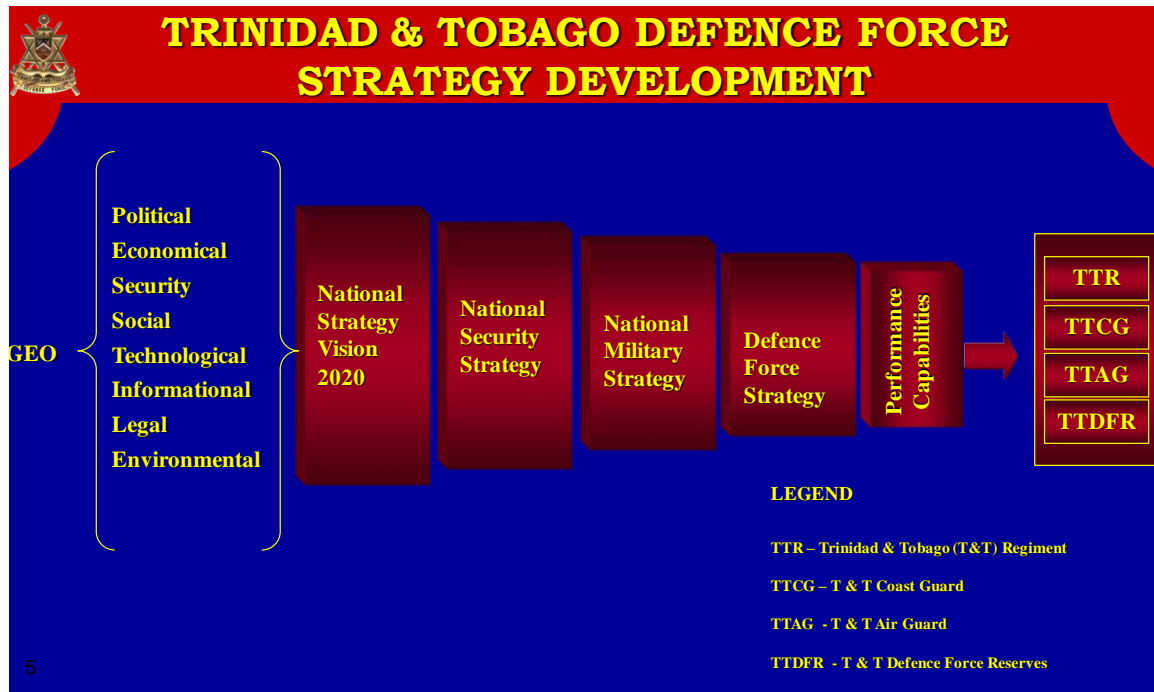 TRINIDAD & TOBAGO DEFENCE FORCE
STRATEGY DEVELOPMENT
GEO
Political
Economical
Security
Social
Technological
Informational
Legal
Environmental
National
Strategy
Vision
2020
National
Security
Strategy
National
Military
Strategy
Defence
Force
Strategy
Performance
Capabilities
TTR
TTCG
TTAG
TTDFR
LEGEND
TTR – Trinidad & Tobago (T&T) Regiment
TTCG – T & T Coast Guard
TTAG - T & T Air Guard
TTDFR - T & T Defence Force Reserves
5